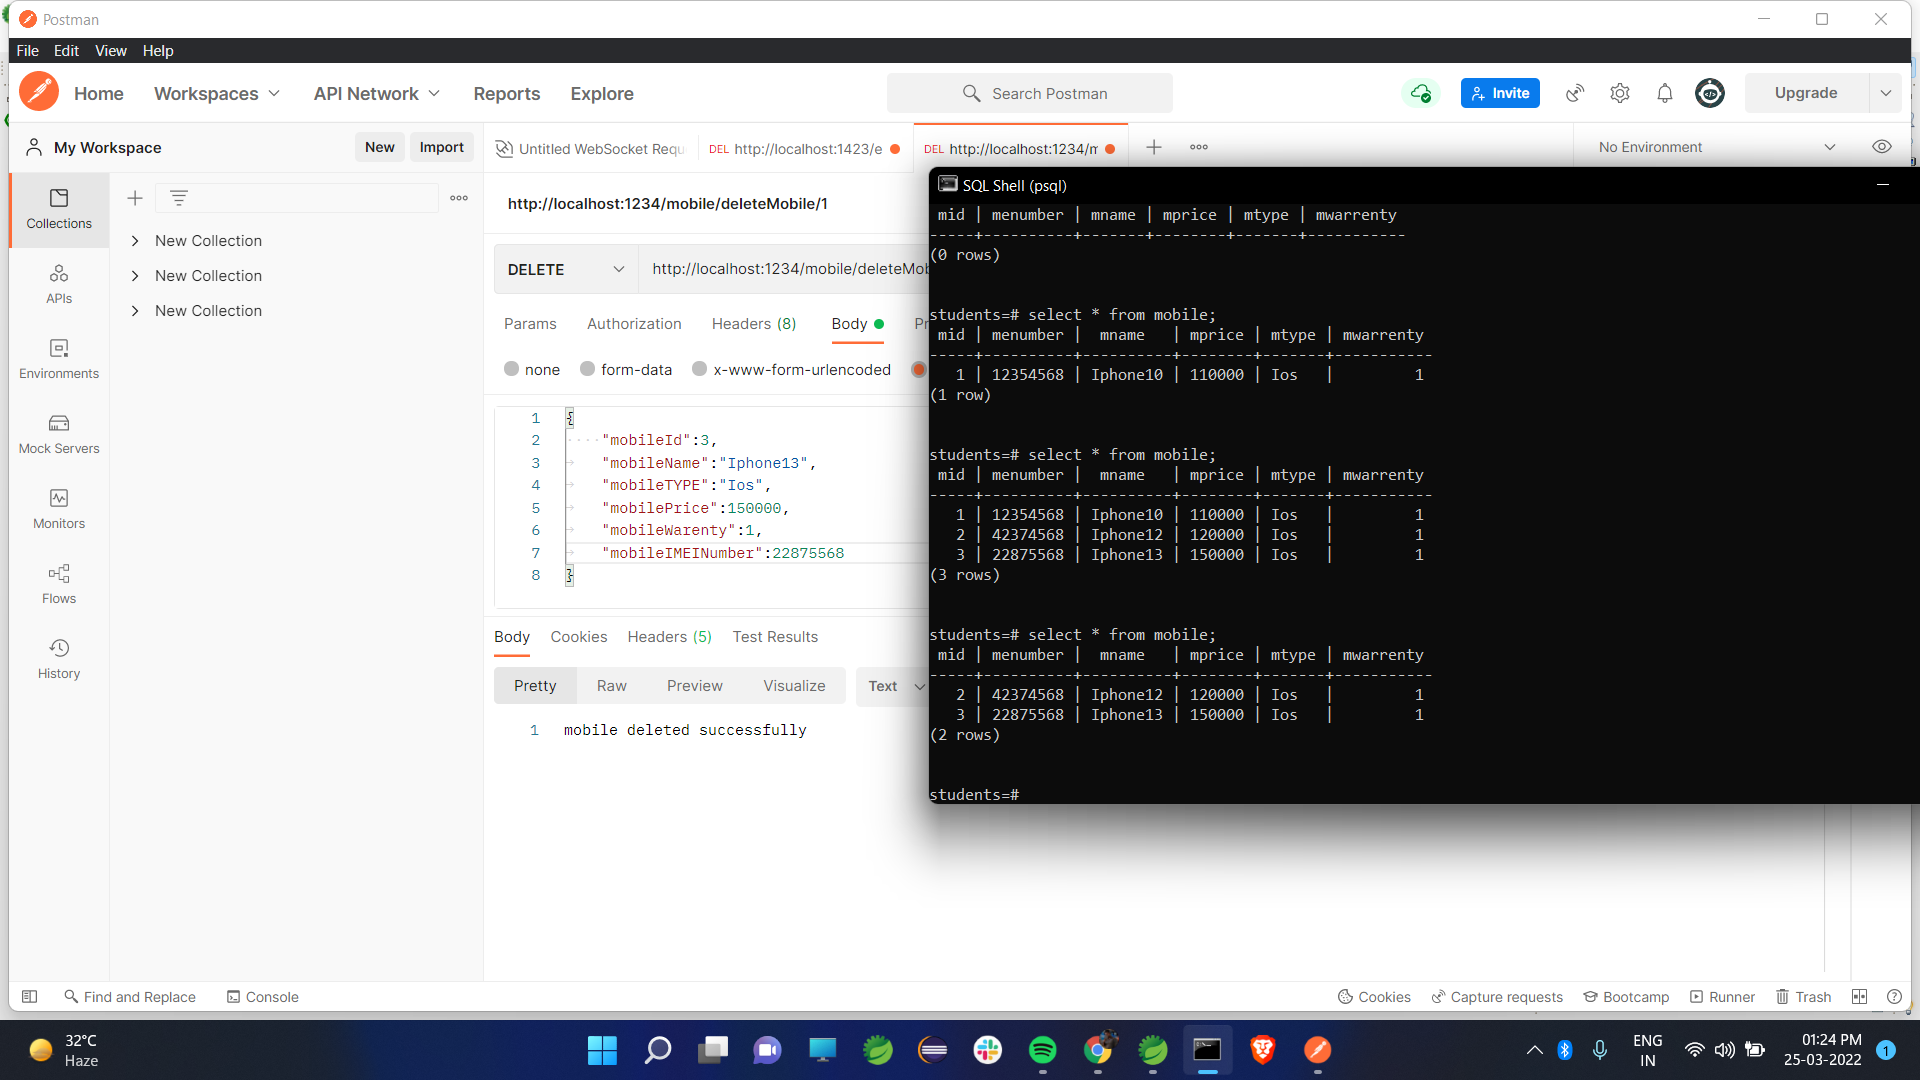 Postman
File Edit View Help
Home Workspaces API Network Reports Explore Search Postman Invite Upgrade
My Workspace New Import
Untitled WebSocket Requ DEL http://localhost:1423/e DEL http://localhost:1234/m No Environment
Collections
APIs
Environments
Mock Servers
Monitors
Flows
History
New Collection
New Collection
New Collection
http://localhost:1234/mobile/deleteMobile/1
DELETE http://localhost:1234/mobile/deleteMob
Params Authorization Headers (8) Body Pr
none form-data x-www-form-urlencoded
1 {
2 "mobileId":3,
3 "mobileName":"Iphone13",
4 "mobileTYPE":"Ios",
5 "mobilePrice":150000,
6 "mobileWarenty":1,
7 "mobileIMEINumber":22875568
8 }
Body Cookies Headers (5) Test Results
Pretty Raw Preview Visualize Text
1 mobile deleted successfully
SQL Shell (psql)
mid | menumber | mname | mprice | mtype | mwarrenty
-----+----------+-------+--------+-------+-----------
(0 rows)
students=# select * from mobile;
mid | menumber | mname | mprice | mtype | mwarrenty
-----+----------+----------+--------+-------+-----------
1 | 12354568 | Iphone10 | 110000 | Ios | 1
(1 row)
students=# select * from mobile;
mid | menumber | mname | mprice | mtype | mwarrenty
-----+----------+----------+--------+-------+-----------
1 | 12354568 | Iphone10 | 110000 | Ios | 1
2 | 42374568 | Iphone12 | 120000 | Ios | 1
3 | 22875568 | Iphone13 | 150000 | Ios | 1
(3 rows)
students=# select * from mobile;
mid | menumber | mname | mprice | mtype | mwarrenty
-----+----------+----------+--------+-------+-----------
2 | 42374568 | Iphone12 | 120000 | Ios | 1
3 | 22875568 | Iphone13 | 150000 | Ios | 1
(2 rows)
students=#
Find and Replace Console Cookies Capture requests Bootcamp Runner Trash
32°C
Haze
ENG
IN
01:24 PM
25-03-2022
1